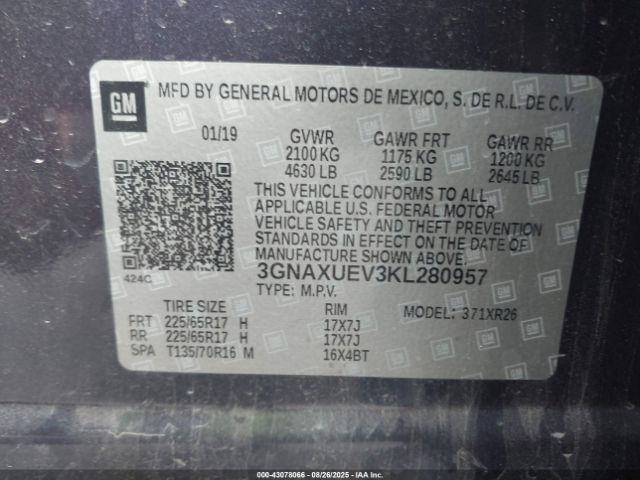 GM
MFD BY GENERAL MOTORS DE MEXICO, S. DE R.L. DE C.V.
01/19 GVWR GAWR FRT GAWR RR
2100 KG 1175 KG 1200 KG
4630 LB 2590 LB 2645 LB
THIS VEHICLE CONFORMS TO ALL
APPLICABLE U.S. FEDERAL MOTOR
VEHICLE SAFETY AND THEFT PREVENTION
STANDARDS IN EFFECT ON THE DATE OF
MANUFACTURE SHOWN ABOVE.
424C 3GNAXUEV3KL280957
TYPE: M.P.V.
TIRE SIZE RIM MODEL: 371XR26
FRT 225/65R17 H 17X7J
RR 225/65R17 H 17X7J
SPA T135/70R16 M 16X4BT
000-43078066 - 08/26/2025 - IAA Inc.